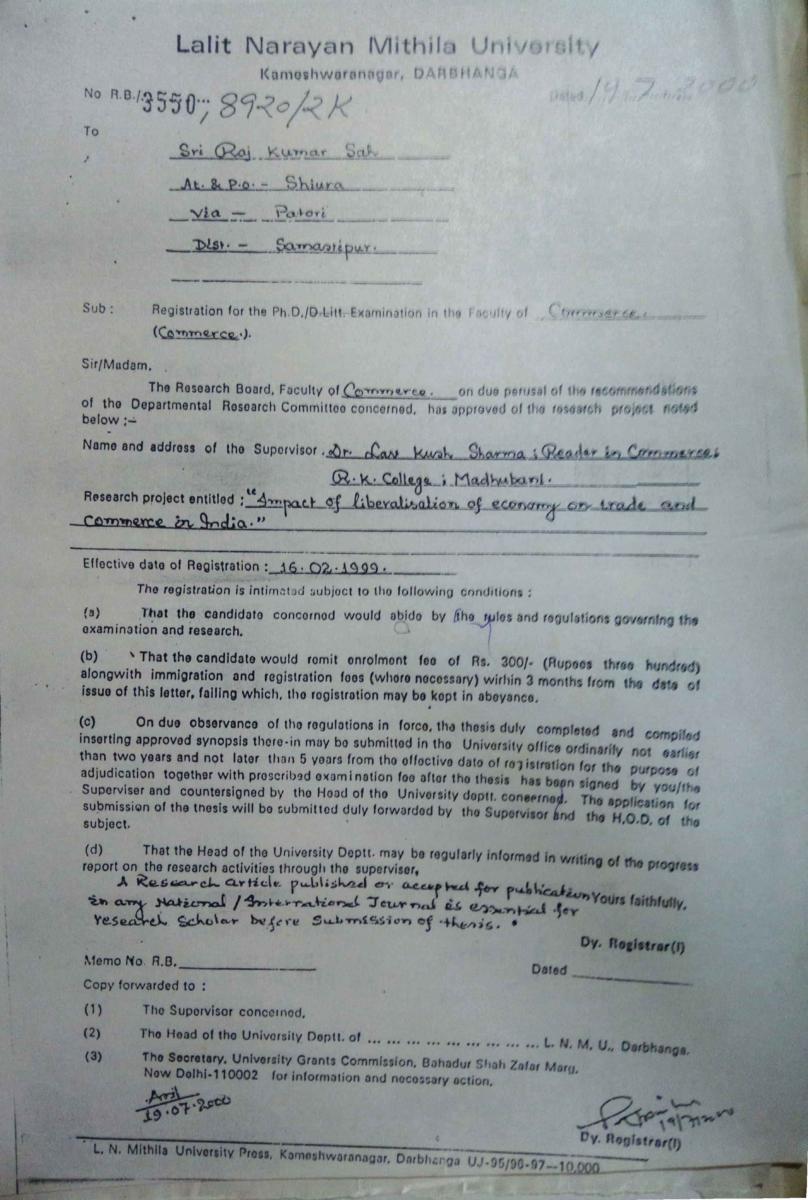 Lalit Narayan Mithila University
Kameshwaranagar, DARBHANGA
No R.B./3550; 8920/2K Dated 19.7.2000
To
Sri Raj Kumar Sah
At. & P.o. - Shiura
Via - Patori
Dist. - Samastipur.
Sub : Registration for the Ph.D./D.Litt. Examination in the Faculty of Commerce.
(Commerce.).
Sir/Madam,
The Research Board, Faculty of Commerce. on due perusal of the recommendations
of the Departmental Research Committee concerned, has approved of the research project noted
below ;-
Name and address of the Supervisor. Dr. Lav Kush Sharma ; Reader in Commerce ;
R.K. College ; Madhubani.
Research project entitled : "Impact of liberalisation of economy on trade and
Commerce in India."
Effective date of Registration : 16.02.1999.
The registration is intimated subject to the following conditions :
(a) That the candidate concerned would abide by the rules and regulations governing the
examination and research.
(b) That the candidate would remit enrolment fee of Rs. 300/- (Rupees three hundred)
alongwith immigration and registration fees (where necessary) within 3 months from the date of
issue of this letter, failing which, the registration may be kept in abeyance.
(c) On due observance of the regulations in force, the thesis duly completed and compiled
inserting approved synopsis there-in may be submitted in the University office ordinarily not earlier
than two years and not later than 5 years from the effective date of registration for the purpose of
adjudication together with prescribed examination fee after the thesis has been signed by you/the
Superviser and countersigned by the Head of the University deptt. concerned. The application for
submission of the thesis will be submitted duly forwarded by the Supervisor and the H.O.D. of the
subject.
(d) That the Head of the University Deptt. may be regularly informed in writing of the progress
report on the research activities through the superviser,
A Research article published or accepted for publication Yours faithfully,
in any National/International Journal is essential for
research Scholar before Submission of thesis.
Dy. Registrar(I)
Memo No. R.B. Dated
Copy forwarded to :
(1) The Supervisor concerned,
(2) The Head of the University Deptt. of ... ... ... ... ... ... ... ... ... ... L. N. M. U., Darbhanga.
(3) The Secretary, University Grants Commission, Bahadur Shah Zafar Marg,
New Delhi-110002 for information and necessary action,
19.07.2000
19/7/2000
Dy. Registrar(I)
L. N. Mithila University Press, Kameshwaranagar, Darbhanga UJ-95/96-97--10,000